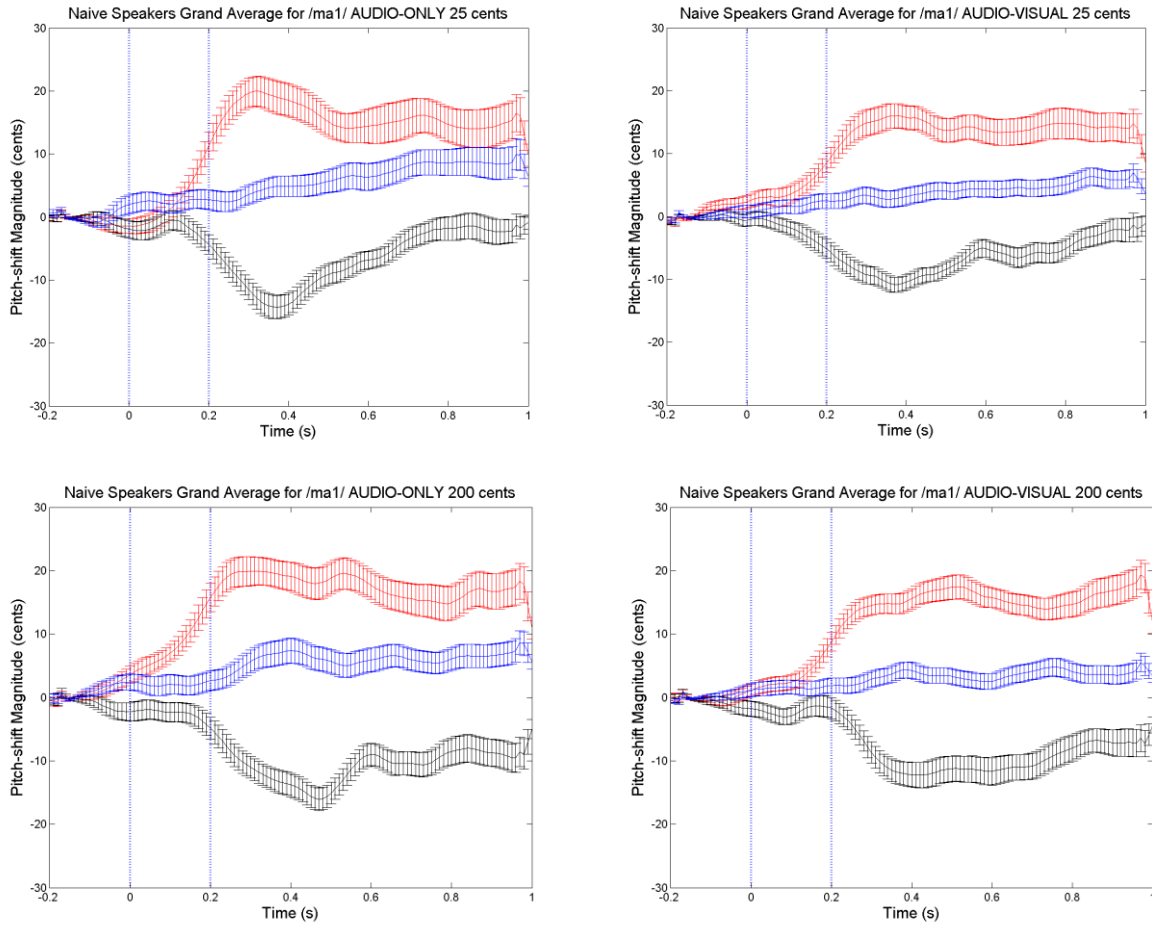 Naive Speakers Grand Average for /ma1/ AUDIO-ONLY 25 cents
30
20
10
0
-10
-20
-30
Pitch-shift Magnitude (cents)
-0.2 0 0.2 0.4 0.6 0.8 1
Time (s)
Naive Speakers Grand Average for /ma1/ AUDIO-VISUAL 25 cents
30
20
10
0
-10
-20
-30
Pitch-shift Magnitude (cents)
-0.2 0 0.2 0.4 0.6 0.8 1
Time (s)
Naive Speakers Grand Average for /ma1/ AUDIO-ONLY 200 cents
30
20
10
0
-10
-20
-30
Pitch-shift Magnitude (cents)
-0.2 0 0.2 0.4 0.6 0.8 1
Time (s)
Naive Speakers Grand Average for /ma1/ AUDIO-VISUAL 200 cents
30
20
10
0
-10
-20
-30
Pitch-shift Magnitude (cents)
-0.2 0 0.2 0.4 0.6 0.8 1
Time (s)